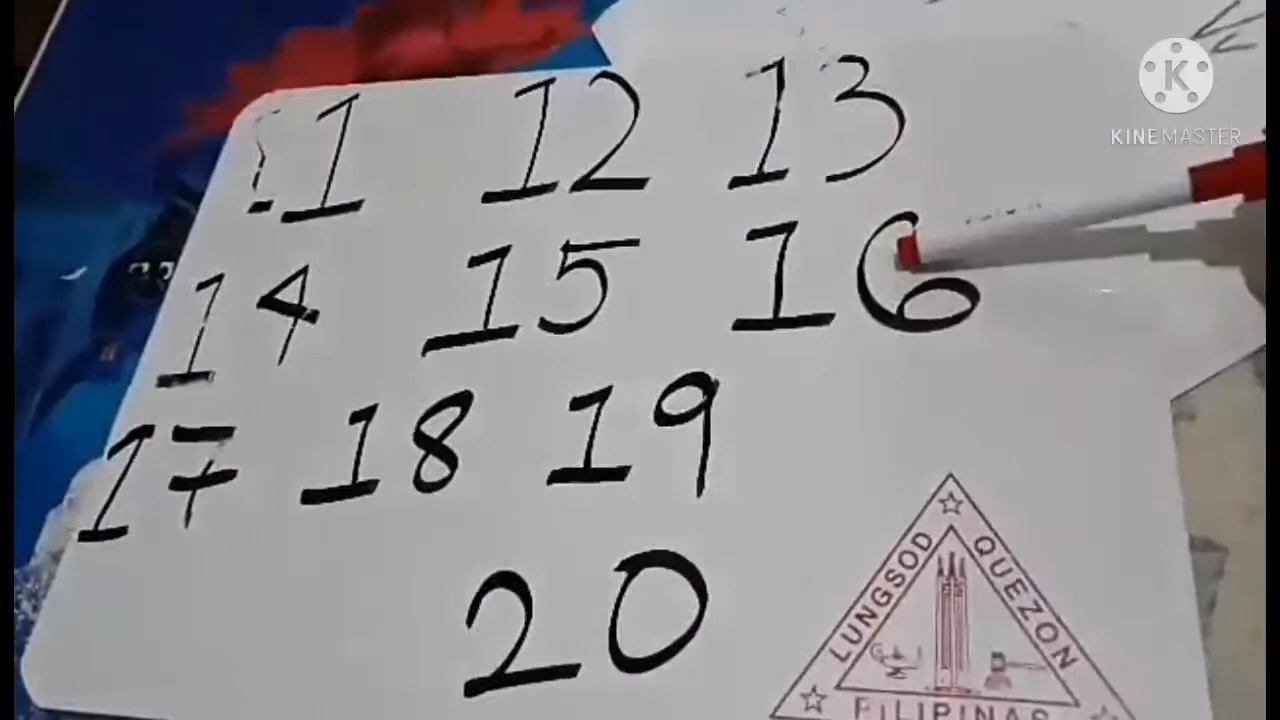 11 12 13
KINEMASTER
14 15 16
17 18 19
20
LUNGSOD QUEZON
PILIPINAS